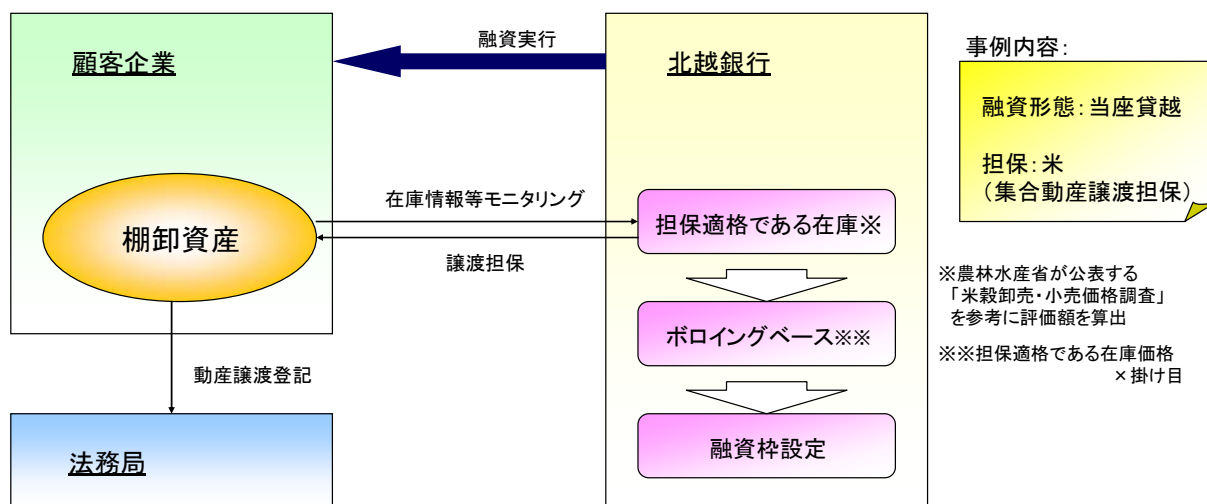 顧客企業
融資実行
北越銀行
事例内容:
融資形態:当座貸越
担保:米
(集合動産譲渡担保)
棚卸資産
在庫情報等モニタリング
譲渡担保
担保適格である在庫※
ボロイングベース※※
融資枠設定
※農林水産省が公表する
「米穀卸売・小売価格調査」
を参考に評価額を算出
※※担保適格である在庫価格
×掛け目
動産譲渡登記
法務局